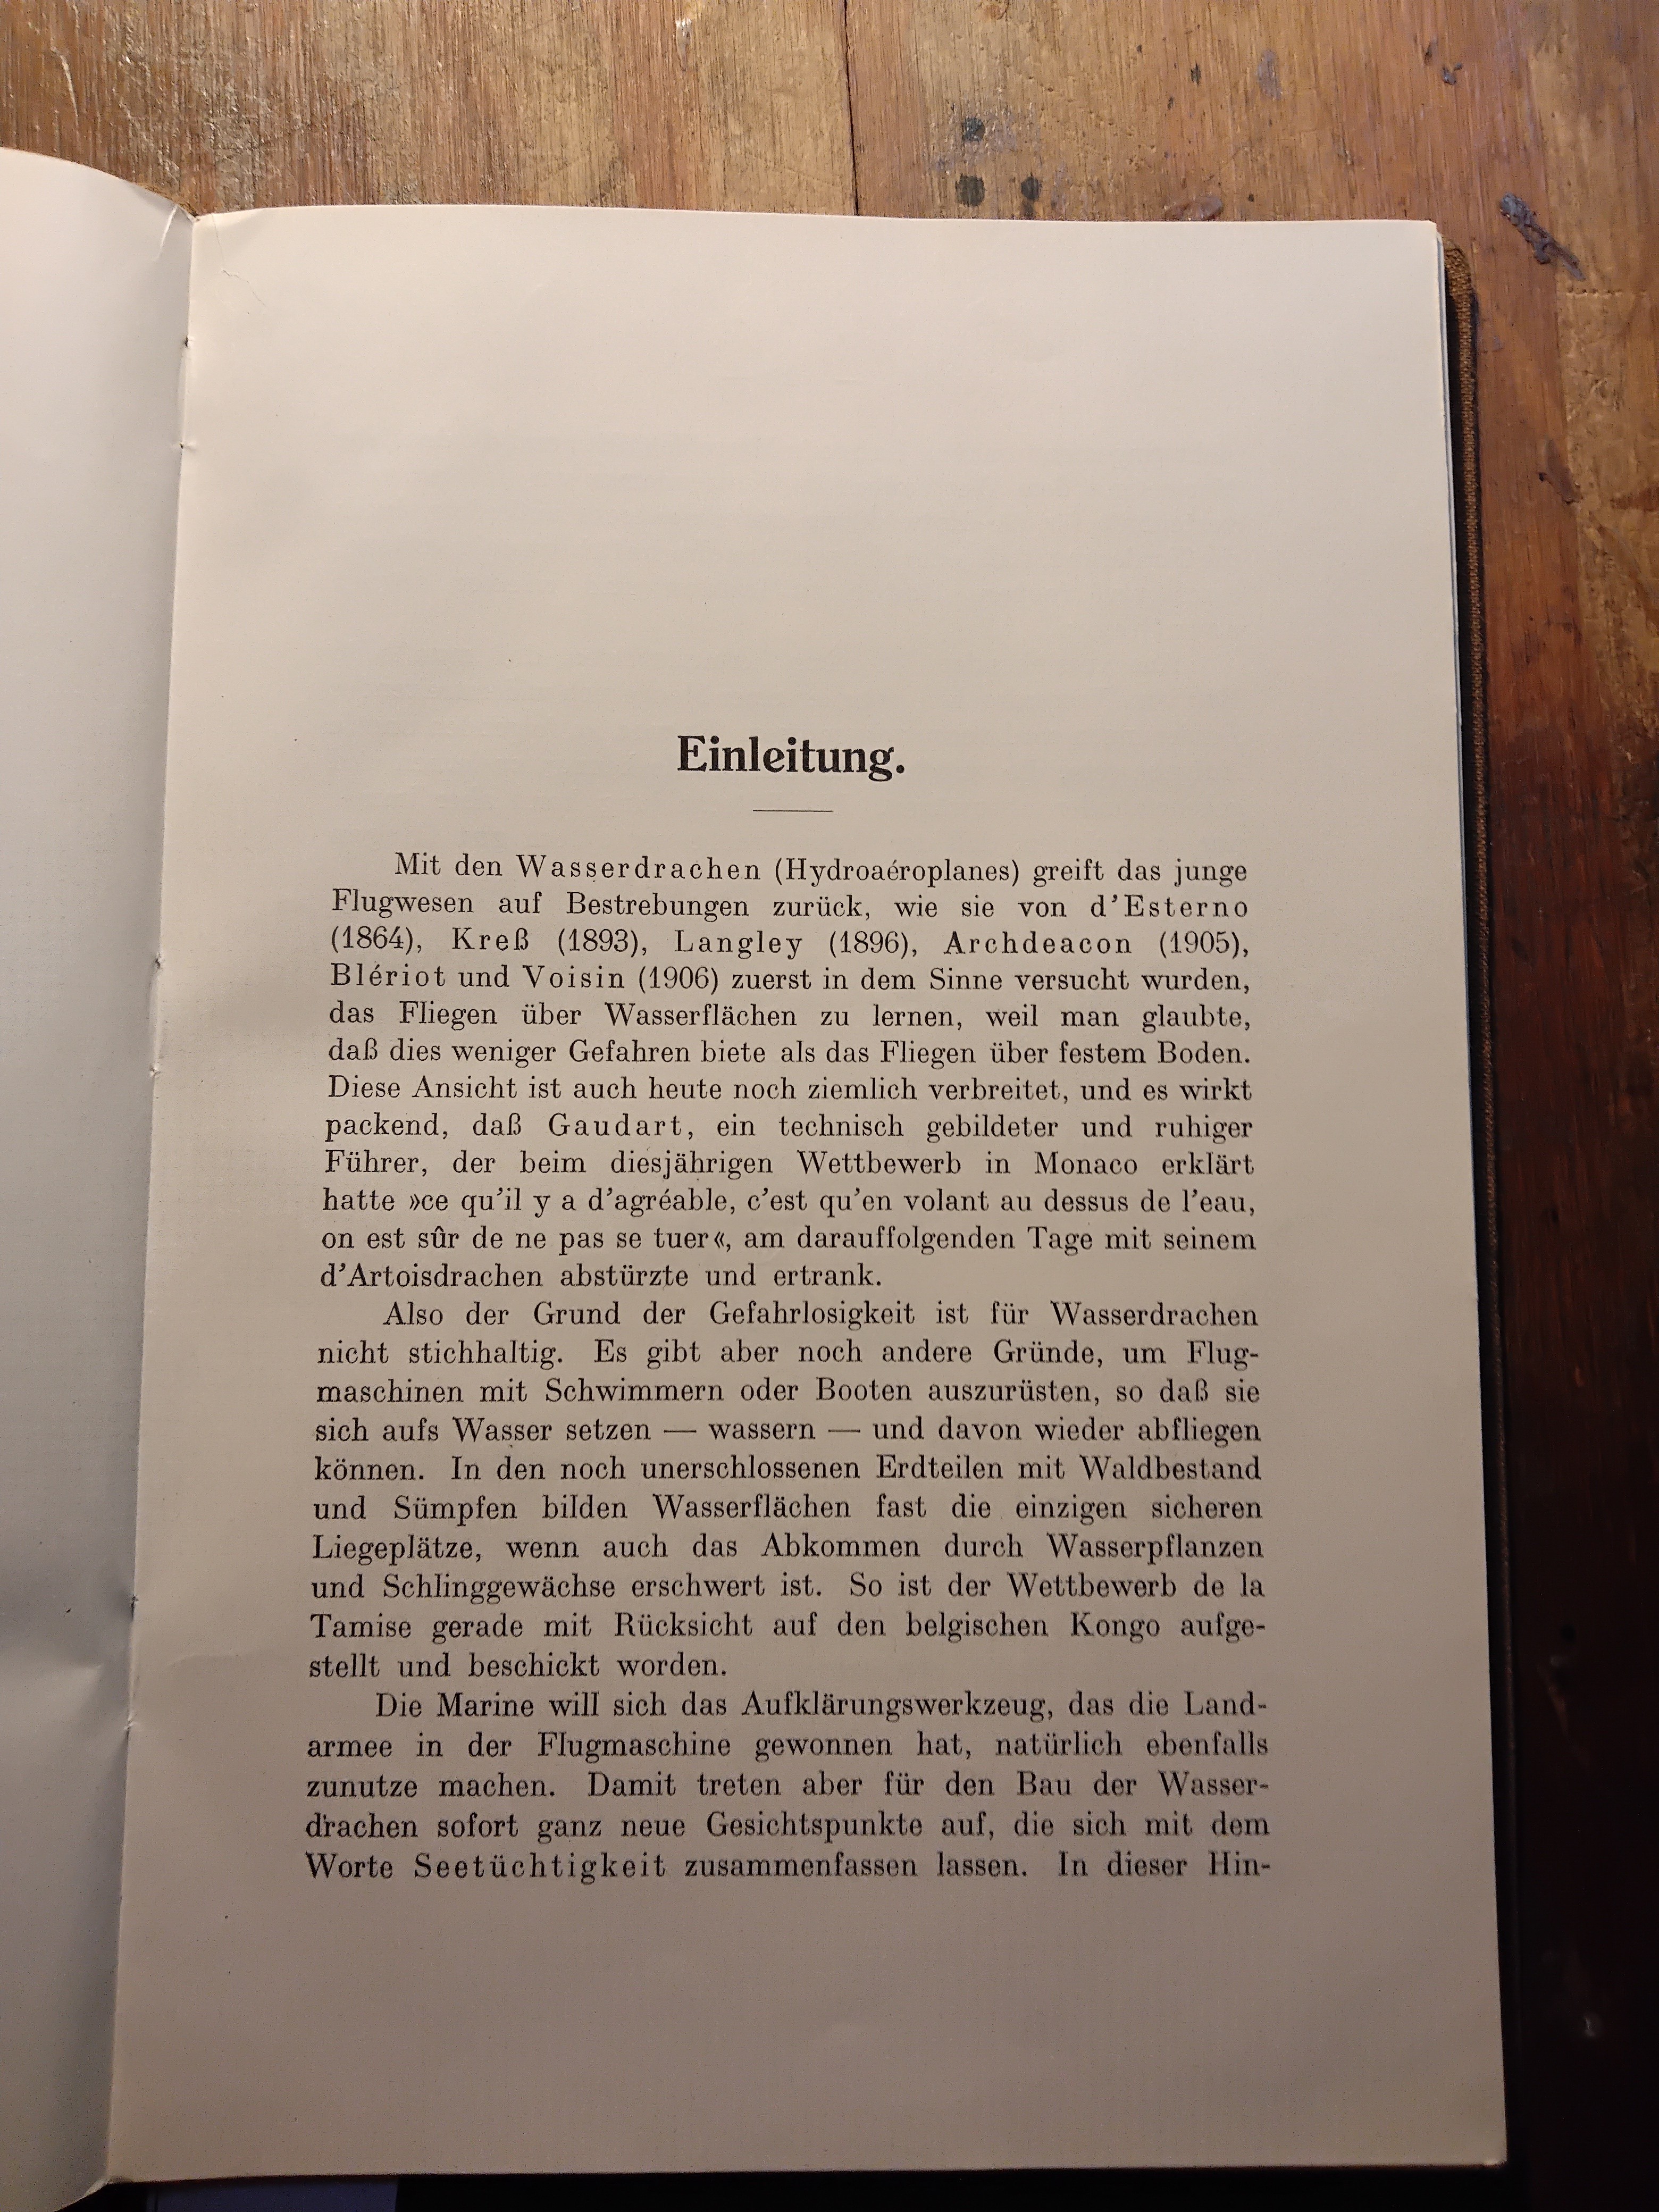 Einleitung.
Mit den Wasserdrachen (Hydroaéroplanes) greift das junge
Flugwesen auf Bestrebungen zurück, wie sie von d’Esterno
(1864), Kreß (1893), Langley (1896), Archdeacon (1905),
Blériot und Voisin (1906) zuerst in dem Sinne versucht wurden,
das Fliegen über Wasserflächen zu lernen, weil man glaubte,
daß dies weniger Gefahren biete als das Fliegen über festem Boden.
Diese Ansicht ist auch heute noch ziemlich verbreitet, und es wirkt
packend, daß Gaudart, ein technisch gebildeter und ruhiger
Führer, der beim diesjährigen Wettbewerb in Monaco erklärt
hatte »ce qu’il y a d’agréable, c’est qu’en volant au dessus de l’eau,
on est sûr de ne pas se tuer«, am darauffolgenden Tage mit seinem
d’Artoisdrachen abstürzte und ertrank.
Also der Grund der Gefahrlosigkeit ist für Wasserdrachen
nicht stichhaltig. Es gibt aber noch andere Gründe, um Flug-
maschinen mit Schwimmern oder Booten auszurüsten, so daß sie
sich aufs Wasser setzen — wassern — und davon wieder abfliegen
können. In den noch unerschlossenen Erdteilen mit Waldbestand
und Sümpfen bilden Wasserflächen fast die einzigen sicheren
Liegeplätze, wenn auch das Abkommen durch Wasserpflanzen
und Schlinggewächse erschwert ist. So ist der Wettbewerb de la
Tamise gerade mit Rücksicht auf den belgischen Kongo aufge-
stellt und beschickt worden.
Die Marine will sich das Aufklärungswerkzeug, das die Land-
armee in der Flugmaschine gewonnen hat, natürlich ebenfalls
zunutze machen. Damit treten aber für den Bau der Wasser-
drachen sofort ganz neue Gesichtspunkte auf, die sich mit dem
Worte Seetüchtigkeit zusammenfassen lassen. In dieser Hin-